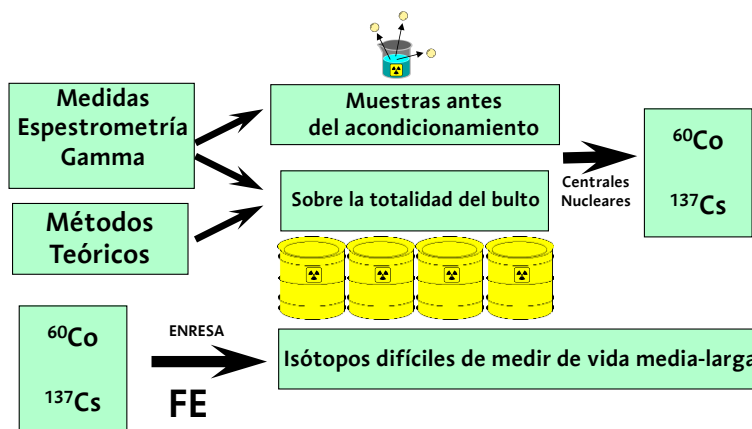 Medidas
Espestrometría
Gamma
Muestras antes
del acondicionamiento
Métodos
Teóricos
Sobre la totalidad del bulto
Centrales
Nucleares
⁶⁰Co
¹³⁷Cs
⁶⁰Co
¹³⁷Cs
ENRESA
FE
Isótopos difíciles de medir de vida media-larga